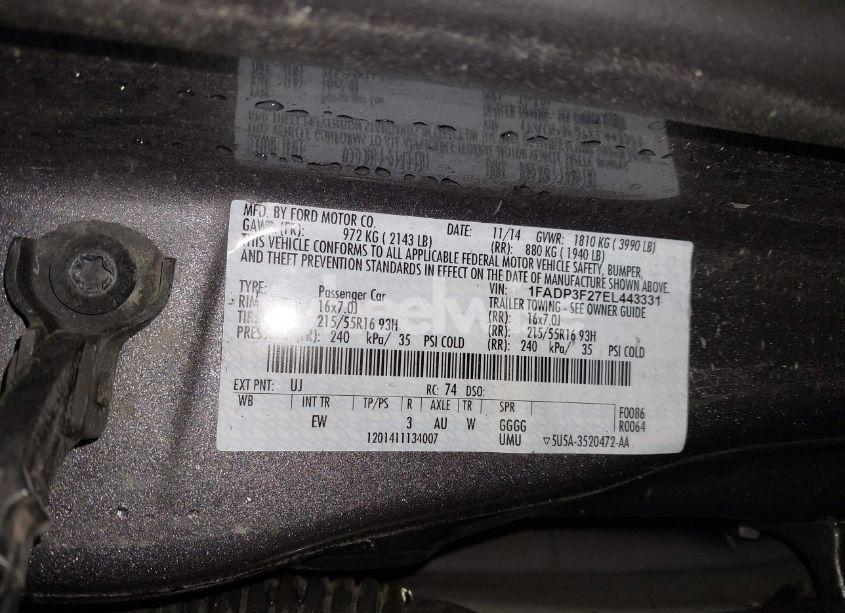 MFD. BY FORD MOTOR CO. DATE: 11/14 GVWR: 1810 KG ( 3990 LB)
GAWR: (FR): 972 KG ( 2143 LB) (RR): 880 KG ( 1940 LB)
THIS VEHICLE CONFORMS TO ALL APPLICABLE FEDERAL MOTOR VEHICLE SAFETY, BUMPER,
AND THEFT PREVENTION STANDARDS IN EFFECT ON THE DATE OF MANUFACTURE SHOWN ABOVE.
VIN: 1FADP3F27EL443331
TYPE: Passenger Car TRAILER TOWING - SEE OWNER GUIDE
RIM 16x7.0J (RR): 16x7.0J
215/55R16 93H (RR): 215/55R16 93H
(RR): 240 kPa/ 35 PSI COLD (RR): 240 kPa/ 35 PSI COLD
EXT PNT: UJ RC: 74 DSO:
WB INT TR TP/PS R AXLE TR SPR F0086
EW 3 AU W GGGG R0064
1201411134007 UMU ▽5U5A-3520472-AA